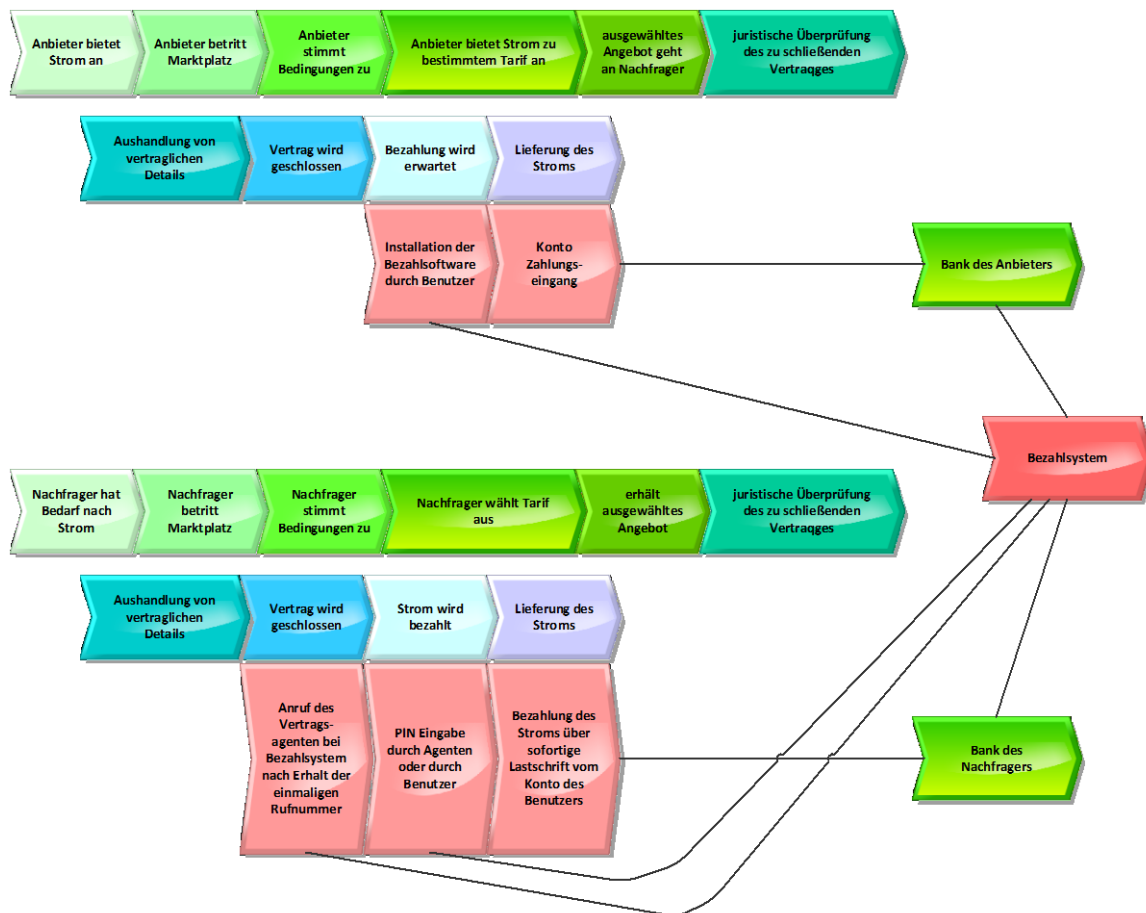 Anbieter bietet
Strom an
Anbieter betritt
Marktplatz
Anbieter
stimmt
Bedingungen zu
Anbieter bietet Strom zu
bestimmtem Tarif an
ausgewähltes
Angebot geht
an Nachfrager
juristische Überprüfung
des zu schließenden
Vertraqges
Aushandlung von
vertraglichen
Details
Vertrag wird
geschlossen
Bezahlung wird
erwartet
Lieferung des
Stroms
Installation der
Bezahlsoftware
durch Benutzer
Konto
Zahlungs-
eingang
Bank des Anbieters
Bezahlsystem
Nachfrager hat
Bedarf nach
Strom
Nachfrager
betritt
Marktplatz
Nachfrager
stimmt
Bedingungen zu
Nachfrager wählt Tarif
aus
erhält
ausgewähltes
Angebot
juristische Überprüfung
des zu schließenden
Vertraqges
Aushandlung von
vertraglichen
Details
Vertrag wird
geschlossen
Strom wird
bezahlt
Lieferung des
Stroms
Anruf des
Vertrags-
agenten bei
Bezahlsystem
nach Erhalt der
einmaligen
Rufnummer
PIN Eingabe
durch Agenten
oder durch
Benutzer
Bezahlung des
Stroms über
sofortige
Lastschrift vom
Konto des
Benutzers
Bank des
Nachfragers